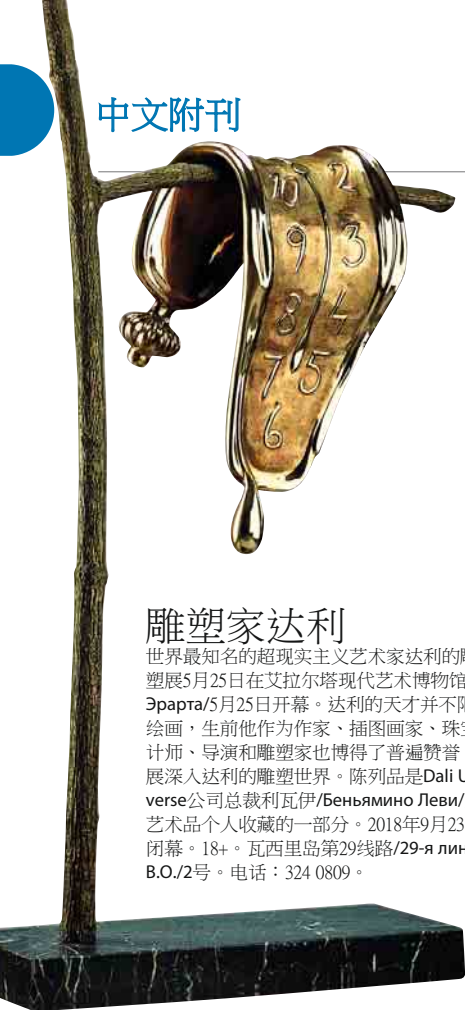 中文附刊
10 2
9 3
8 4
7 5
6
雕塑家达利
世界最知名的超现实主义艺术家达利的雕
塑展5月25日在艾拉尔塔现代艺术博物馆
Эрарта/5月25日开幕。达利的天才并不限
绘画，生前他作为作家、插图画家、珠宝
计师、导演和雕塑家也博得了普遍赞誉
展深入达利的雕塑世界。陈列品是Dali U
verse公司总裁利瓦伊/Беньямино Леви/
艺术品个人收藏的一部分。2018年9月23
闭幕。18+。瓦西里岛第29线路/29-я лин
В.О./2号。电话：324 0809。